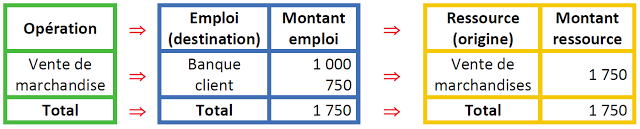 Opération ⇒ Emploi (destination) Montant emploi ⇒ Ressource (origine) Montant ressource
Vente de marchandise ⇒ Banque 1 000 ⇒ Vente de marchandises 1 750
client 750
Total ⇒ Total 1 750 ⇒ Total 1 750